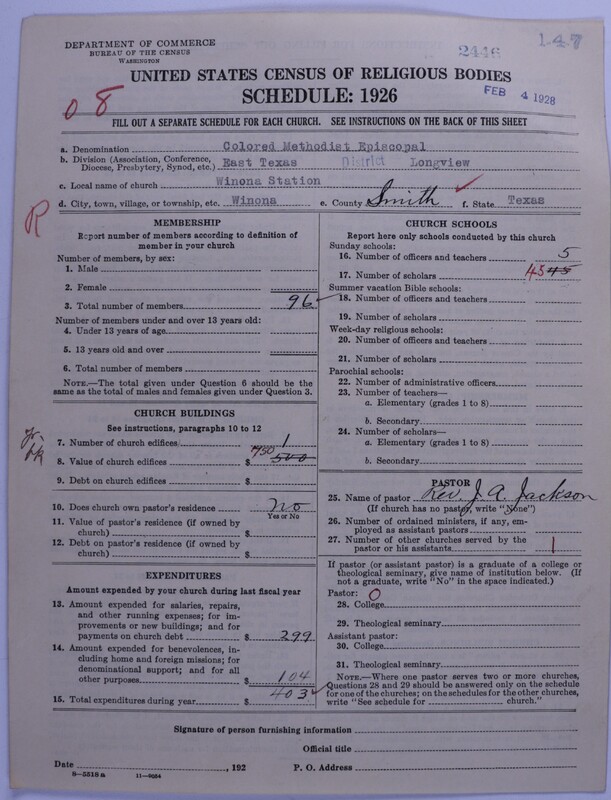 DEPARTMENT OF COMMERCE
BUREAU OF THE CENSUS
WASHINGTON
2446
147
UNITED STATES CENSUS OF RELIGIOUS BODIES
SCHEDULE: 1926
FEB 4 1928
08
FILL OUT A SEPARATE SCHEDULE FOR EACH CHURCH. SEE INSTRUCTIONS ON THE BACK OF THIS SHEET
a. Denomination Colored Methodist Episcopal
b. Division (Association, Conference, Diocese, Presbytery, Synod, etc.) East Texas District Longview
c. Local name of church Winona Station
d. City, town, village, or township, etc. Winona e. County Smith f. State Texas
R
MEMBERSHIP
Report number of members according to definition of
member in your church
Number of members, by sex:
1. Male
2. Female
3. Total number of members 96
Number of members under and over 13 years old:
4. Under 13 years of age
5. 13 years old and over
6. Total number of members
NOTE.—The total given under Question 6 should be
same as the total of males and females given under Question 3.
CHURCH BUILDINGS
See instructions, paragraphs 10 to 12
7. Number of church edifices 1
8. Value of church edifices $ 750 500
9. Debt on church edifices $
10. Does church own pastor's residence no
Yes or No
11. Value of pastor's residence (if owned by
church) $
12. Debt on pastor's residence (if owned by
church) $
EXPENDITURES
Amount expended by your church during last fiscal year
13. Amount expended for salaries, repairs,
and other running expenses; for im-
provements or new buildings; and for
payments on church debt $ 299
14. Amount expended for benevolences, in-
cluding home and foreign missions; for
denominational support; and for all
other purposes $ 104
15. Total expenditures during year $ 403
CHURCH SCHOOLS
Report here only schools conducted by this church
Sunday schools:
16. Number of officers and teachers 5
17. Number of scholars 45 45
Summer vacation Bible schools:
18. Number of officers and teachers
19. Number of scholars
Week-day religious schools:
20. Number of officers and teachers
21. Number of scholars
Parochial schools:
22. Number of administrative officers
23. Number of teachers—
a. Elementary (grades 1 to 8)
b. Secondary
24. Number of scholars—
a. Elementary (grades 1 to 8)
b. Secondary
PASTOR
25. Name of pastor Rev. J. A. Jackson
(If church has no pastor, write "None")
26. Number of ordained ministers, if any, em-
ployed as assistant pastors
27. Number of other churches served by the
pastor or his assistants 1
If pastor (or assistant pastor) is a graduate of a college or
theological seminary, give name of institution below. (If
not a graduate, write "No" in the space indicated.)
Pastor: 0
28. College
29. Theological seminary
Assistant pastor:
30. College
31. Theological seminary
NOTE.—Where one pastor serves two or more churches,
Questions 28 and 29 should be answered only on the schedule
for one of the churches; on the schedules for the other churches,
write "See schedule for church."
Signature of person furnishing information
Official title
Date , 192 P. O. Address
8—5518 a 11—9034